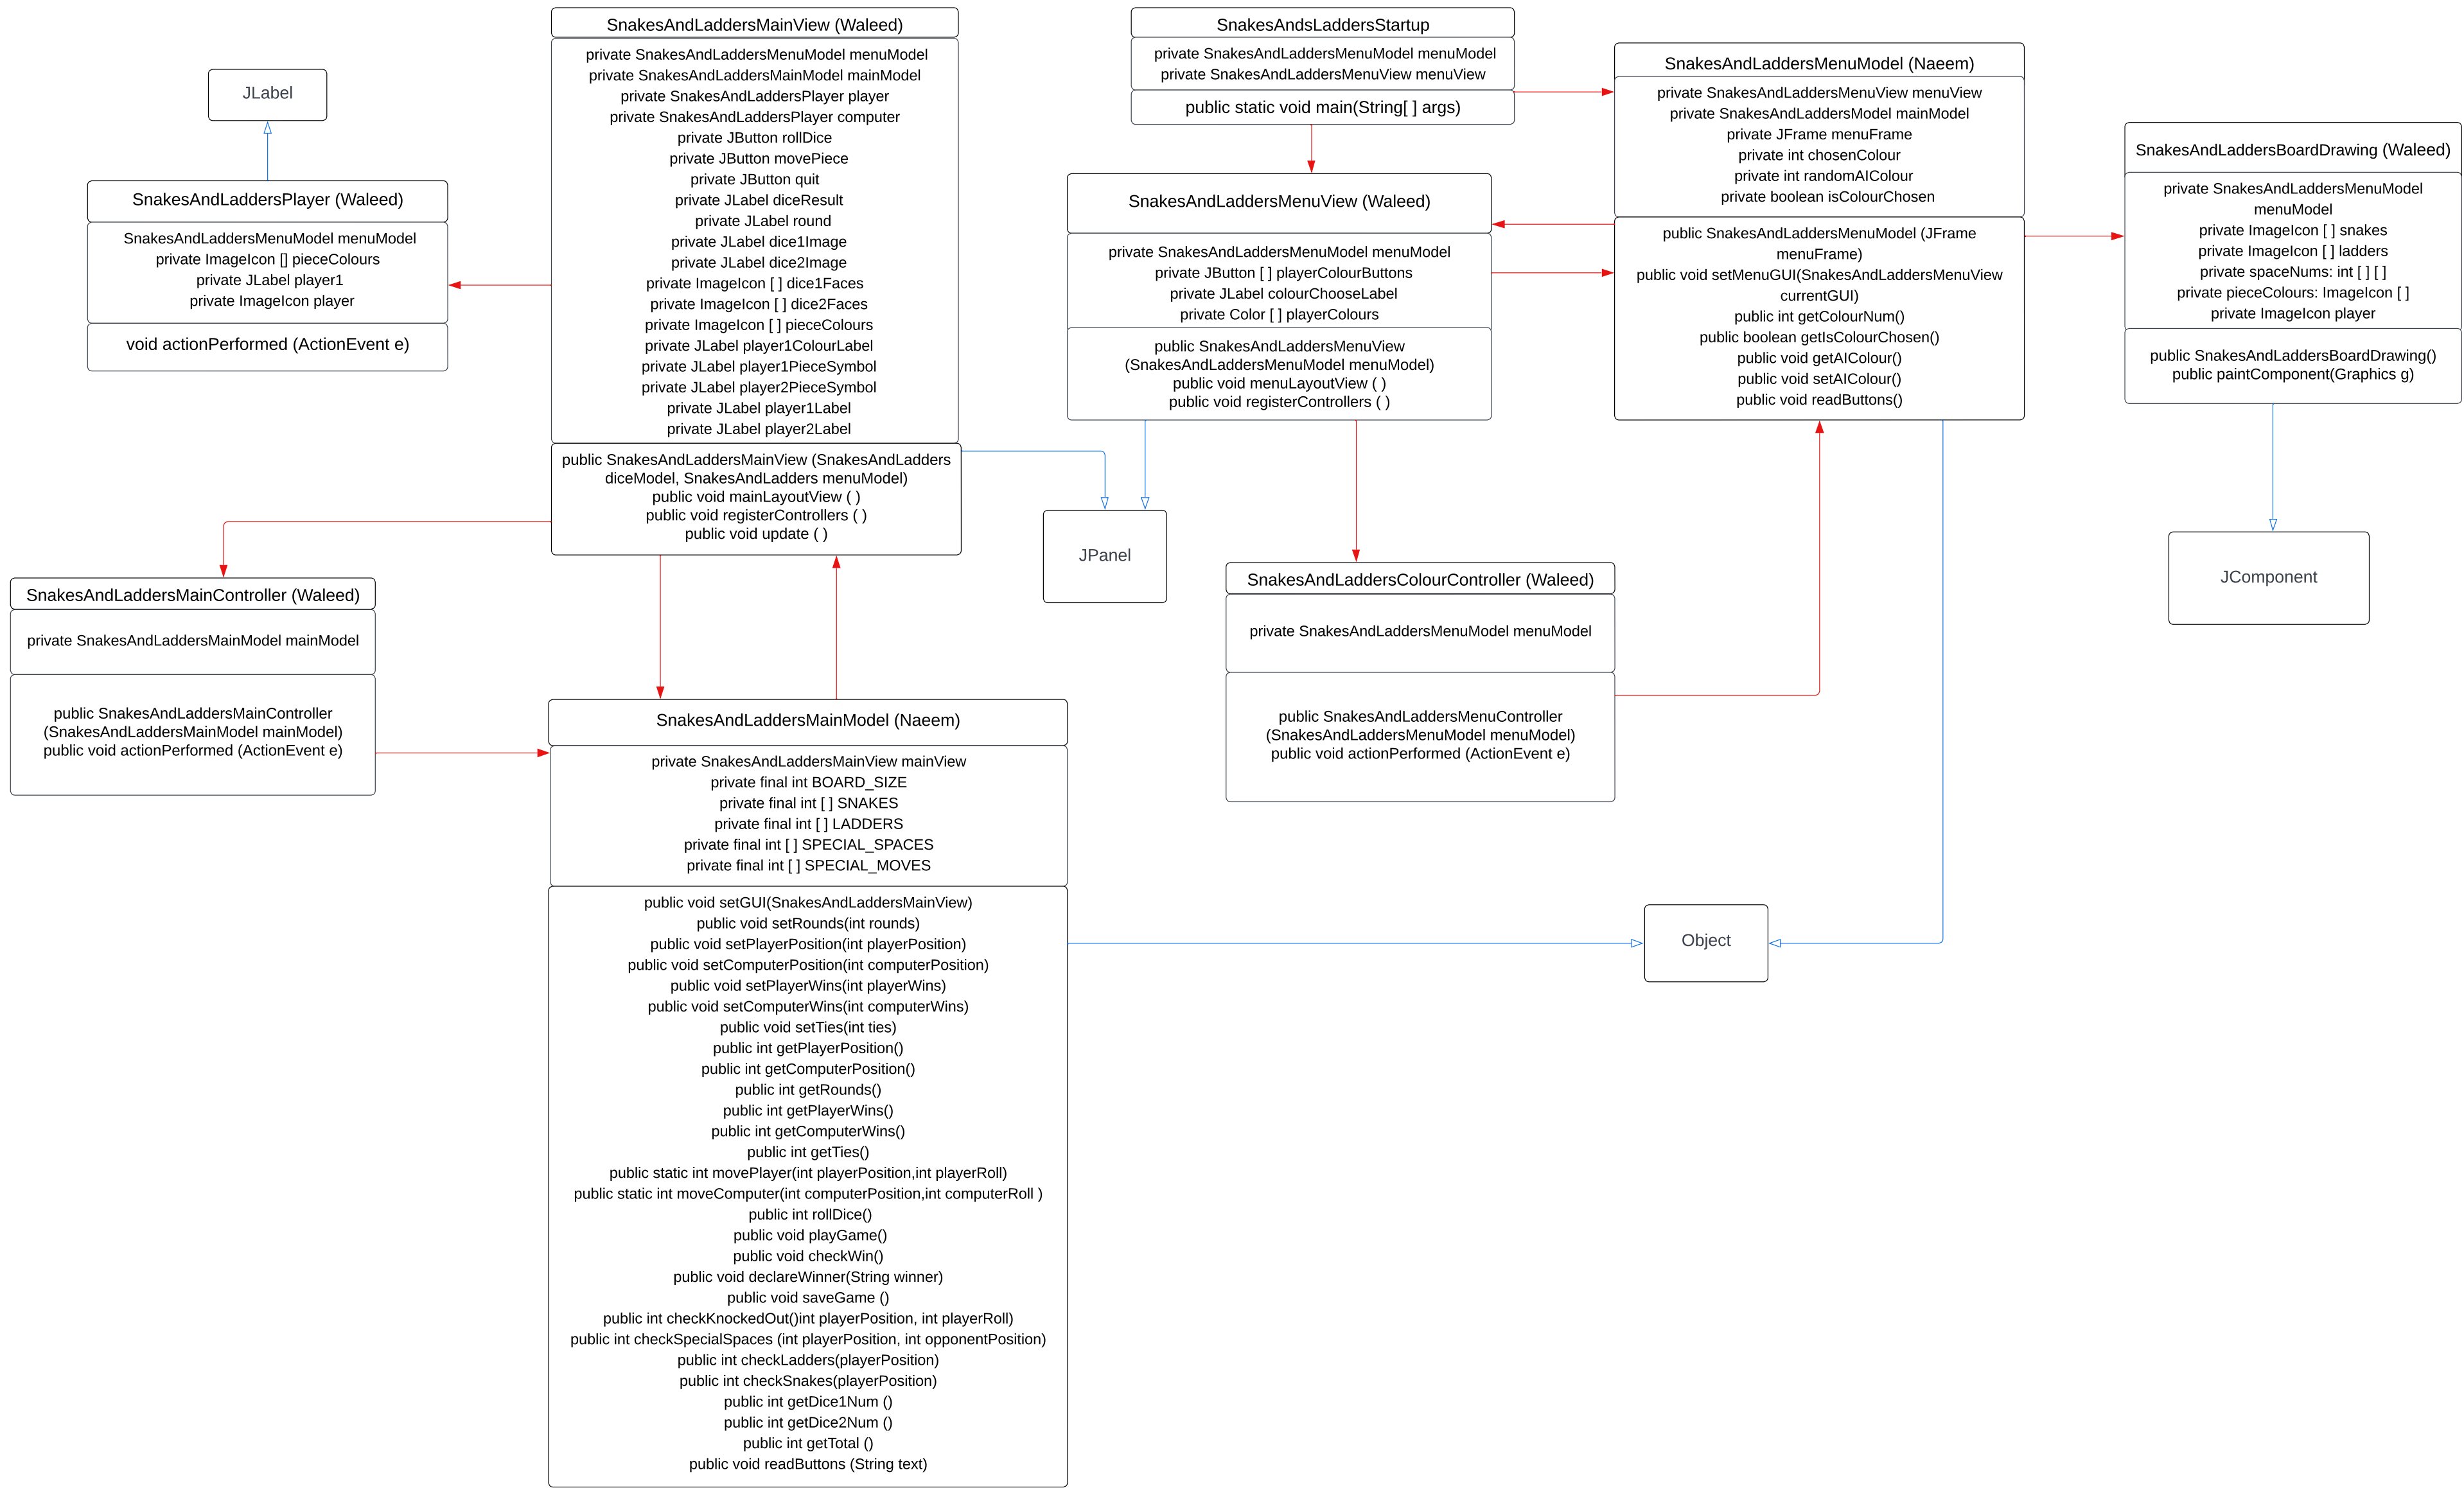 SnakesAndLaddersMainView (Waleed)
private SnakesAndLaddersMenuModel menuModel
private SnakesAndLaddersMainModel mainModel
private SnakesAndLaddersPlayer player
private SnakesAndLaddersPlayer computer
private JButton rollDice
private JButton movePiece
private JButton quit
private JLabel diceResult
private JLabel round
private JLabel dice1Image
private JLabel dice2Image
private ImageIcon [ ] dice1Faces
private ImageIcon [ ] dice2Faces
private ImageIcon [ ] pieceColours
private JLabel player1ColourLabel
private JLabel player1PieceSymbol
private JLabel player2PieceSymbol
private JLabel player1Label
private JLabel player2Label
public SnakesAndLaddersMainView (SnakesAndLadders
diceModel, SnakesAndLadders menuModel)
public void mainLayoutView ( )
public void registerControllers ( )
public void update ( )
JLabel
SnakesAndLaddersPlayer (Waleed)
SnakesAndLaddersMenuModel menuModel
private ImageIcon [] pieceColours
private JLabel player1
private ImageIcon player
void actionPerformed (ActionEvent e)
SnakesAndsLaddersStartup
private SnakesAndLaddersMenuModel menuModel
private SnakesAndLaddersMenuView menuView
public static void main(String[ ] args)
SnakesAndLaddersMenuModel (Naeem)
private SnakesAndLaddersMenuView menuView
private SnakesAndLaddersModel mainModel
private JFrame menuFrame
private int chosenColour
private int randomAIColour
private boolean isColourChosen
public SnakesAndLaddersMenuModel (JFrame
menuFrame)
public void setMenuGUI(SnakesAndLaddersMenuView
currentGUI)
public int getColourNum()
public boolean getIsColourChosen()
public void getAIColour()
public void setAIColour()
public void readButtons()
SnakesAndLaddersBoardDrawing (Waleed)
private SnakesAndLaddersMenuModel
menuModel
private ImageIcon [ ] snakes
private ImageIcon [ ] ladders
private spaceNums: int [ ] [ ]
private pieceColours: ImageIcon [ ]
private ImageIcon player
public SnakesAndLaddersBoardDrawing()
public paintComponent(Graphics g)
SnakesAndLaddersMenuView (Waleed)
private SnakesAndLaddersMenuModel menuModel
private JButton [ ] playerColourButtons
private JLabel colourChooseLabel
private Color [ ] playerColours
public SnakesAndLaddersMenuView
(SnakesAndLaddersMenuModel menuModel)
public void menuLayoutView ( )
public void registerControllers ( )
JPanel
JComponent
SnakesAndLaddersMainController (Waleed)
private SnakesAndLaddersMainModel mainModel
public SnakesAndLaddersMainController
(SnakesAndLaddersMainModel mainModel)
public void actionPerformed (ActionEvent e)
SnakesAndLaddersColourController (Waleed)
private SnakesAndLaddersMenuModel menuModel
public SnakesAndLaddersMenuController
(SnakesAndLaddersMenuModel menuModel)
public void actionPerformed (ActionEvent e)
SnakesAndLaddersMainModel (Naeem)
private SnakesAndLaddersMainView mainView
private final int BOARD_SIZE
private final int [ ] SNAKES
private final int [ ] LADDERS
private final int [ ] SPECIAL_SPACES
private final int [ ] SPECIAL_MOVES
public void setGUI(SnakesAndLaddersMainView)
public void setRounds(int rounds)
public void setPlayerPosition(int playerPosition)
public void setComputerPosition(int computerPosition)
public void setPlayerWins(int playerWins)
public void setComputerWins(int computerWins)
public void setTies(int ties)
public int getPlayerPosition()
public int getComputerPosition()
public int getRounds()
public int getPlayerWins()
public int getComputerWins()
public int getTies()
public static int movePlayer(int playerPosition,int playerRoll)
public static int moveComputer(int computerPosition,int computerRoll )
public int rollDice()
public void playGame()
public void checkWin()
public void declareWinner(String winner)
public void saveGame ()
public int checkKnockedOut()int playerPosition, int playerRoll)
public int checkSpecialSpaces (int playerPosition, int opponentPosition)
public int checkLadders(playerPosition)
public int checkSnakes(playerPosition)
public int getDice1Num ()
public int getDice2Num ()
public int getTotal ()
public void readButtons (String text)
Object